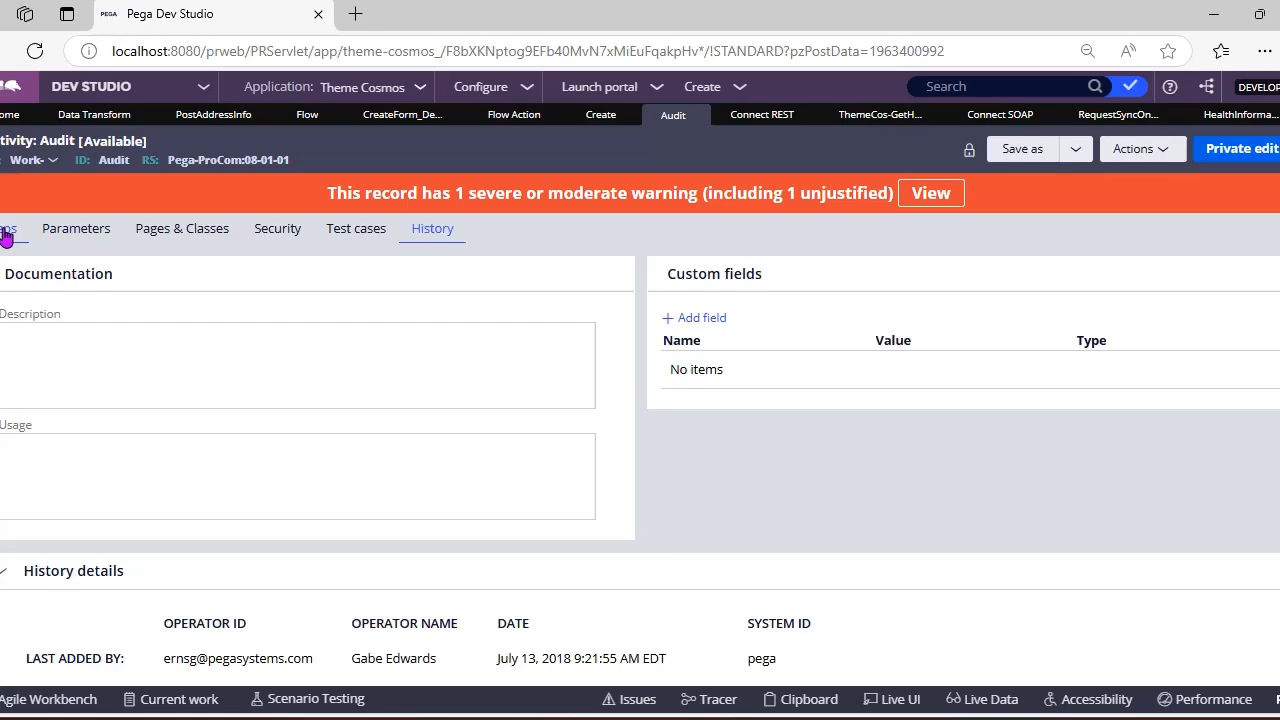 PEGA Pega Dev Studio
localhost:8080/prweb/PRServlet/app/theme-cosmos_/F8bXKNptog9EFb40MvN7xMiEuFqakpHv*/!STANDARD?pzPostData=1963400992
DEV STUDIO Application: Theme Cosmos Configure Launch portal Create Search DEVELOP
ome Data Transform PostAddressInfo Flow CreateForm_De... Flow Action Create Audit Connect REST ThemeCos-GetH... Connect SOAP RequestSyncOn... HealthInforma...
tivity: Audit [Available]
: Work- ID: Audit RS: Pega-ProCom:08-01-01 Save as Actions Private edit
This record has 1 severe or moderate warning (including 1 unjustified) View
Parameters Pages & Classes Security Test cases History
Documentation Custom fields
Description + Add field
Name Value Type
No items
Usage
History details
OPERATOR ID OPERATOR NAME DATE SYSTEM ID
LAST ADDED BY: ernsg@pegasystems.com Gabe Edwards July 13, 2018 9:21:55 AM EDT pega
Agile Workbench Current work Scenario Testing Issues Tracer Clipboard Live UI Live Data Accessibility Performance